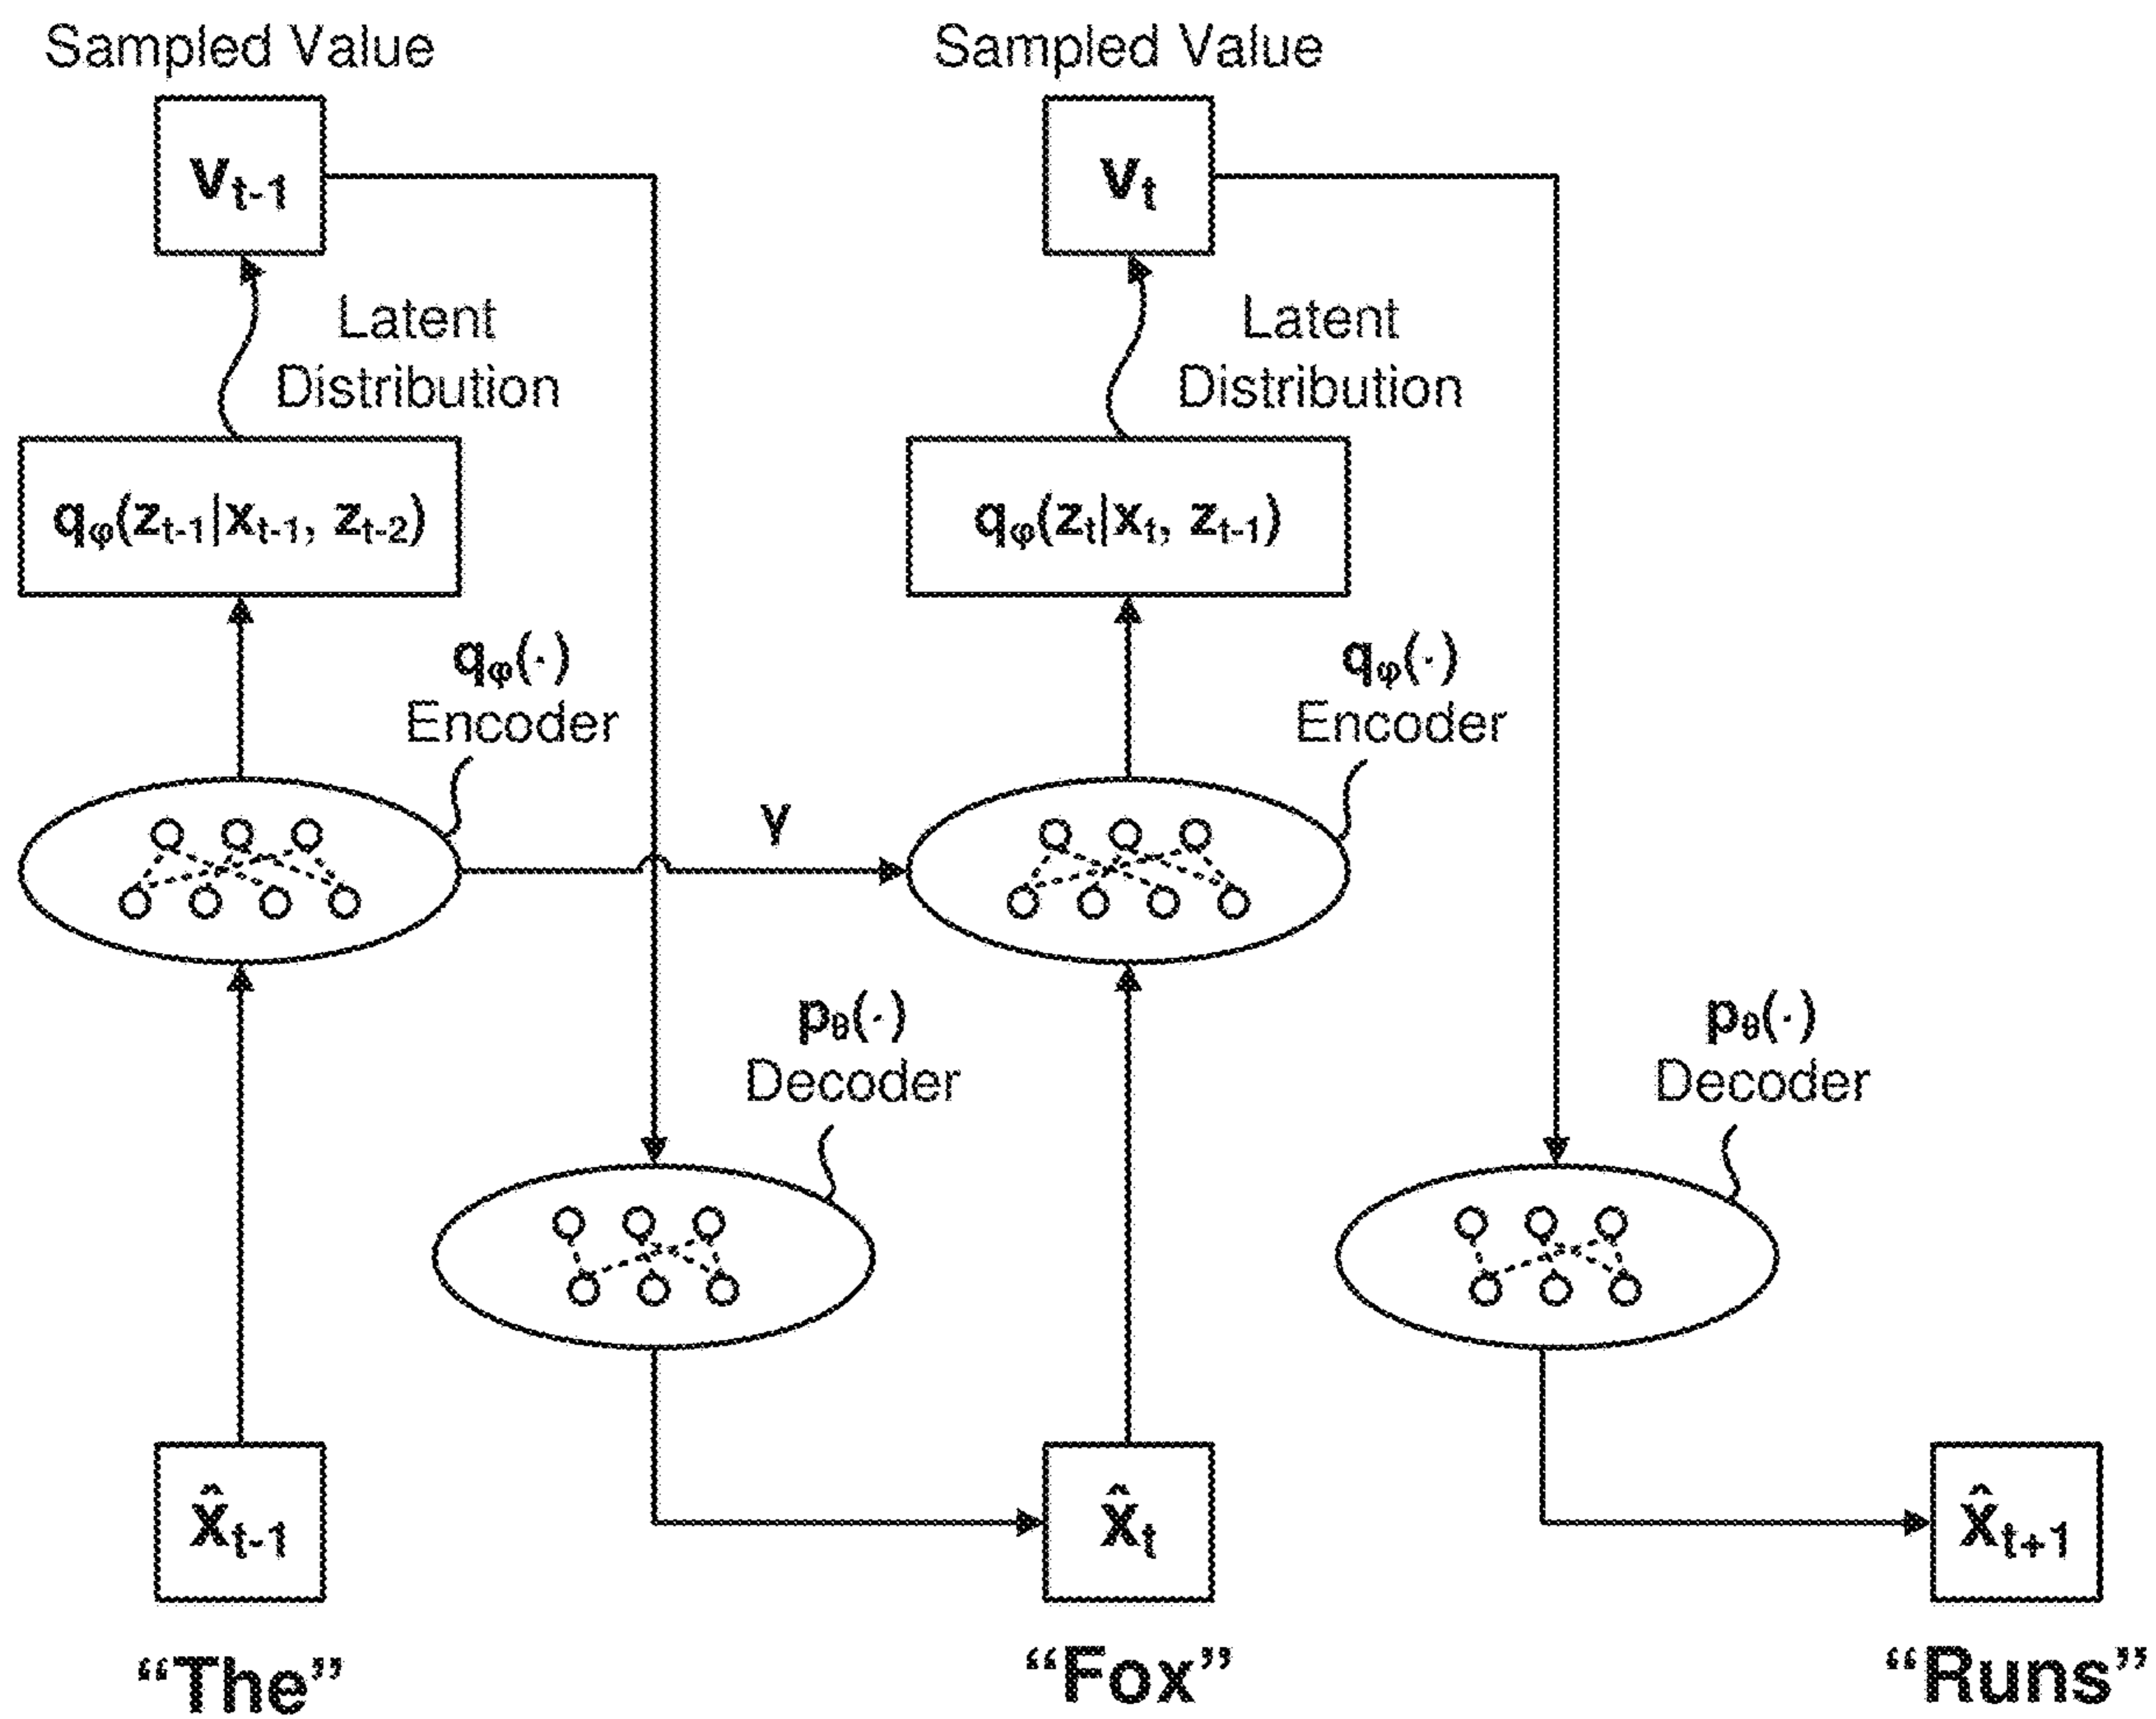 Sampled Value
Sampled Value
v_{t-1}
v_t
Latent
Distribution
Latent
Distribution
q_φ(z_{t-1}|x_{t-1}, z_{t-2})
q_φ(z_t|x_t, z_{t-1})
q_φ(·)
Encoder
q_φ(·)
Encoder
γ
p_θ(·)
Decoder
p_θ(·)
Decoder
x̂_{t-1}
x̂_t
x̂_{t+1}
“The”
“Fox”
“Runs”